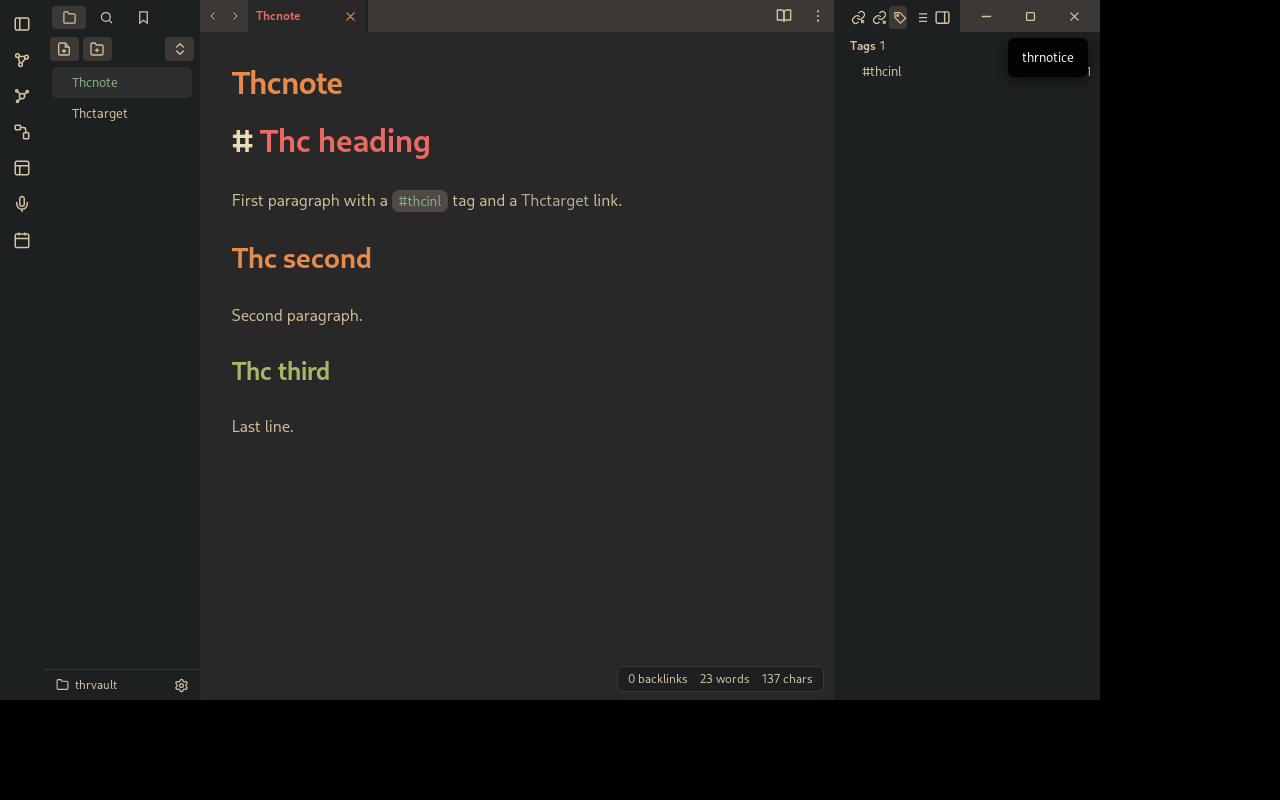 Thcnote
Tags 1
thrnotice
#thcinl
1
Thcnote
Thctarget
Thcnote
# Thc heading
First paragraph with a #thcinl tag and a Thctarget link.
Thc second
Second paragraph.
Thc third
Last line.
0 backlinks 23 words 137 chars
thrvault